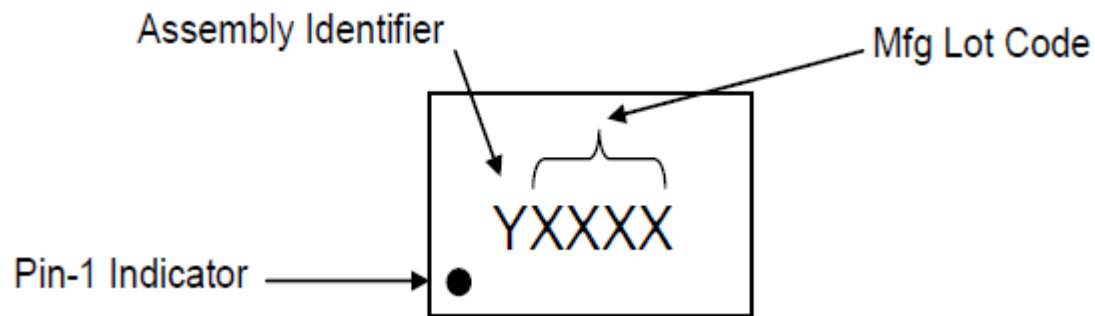 Assembly Identifier
Mfg Lot Code
YXXXX
Pin-1 Indicator